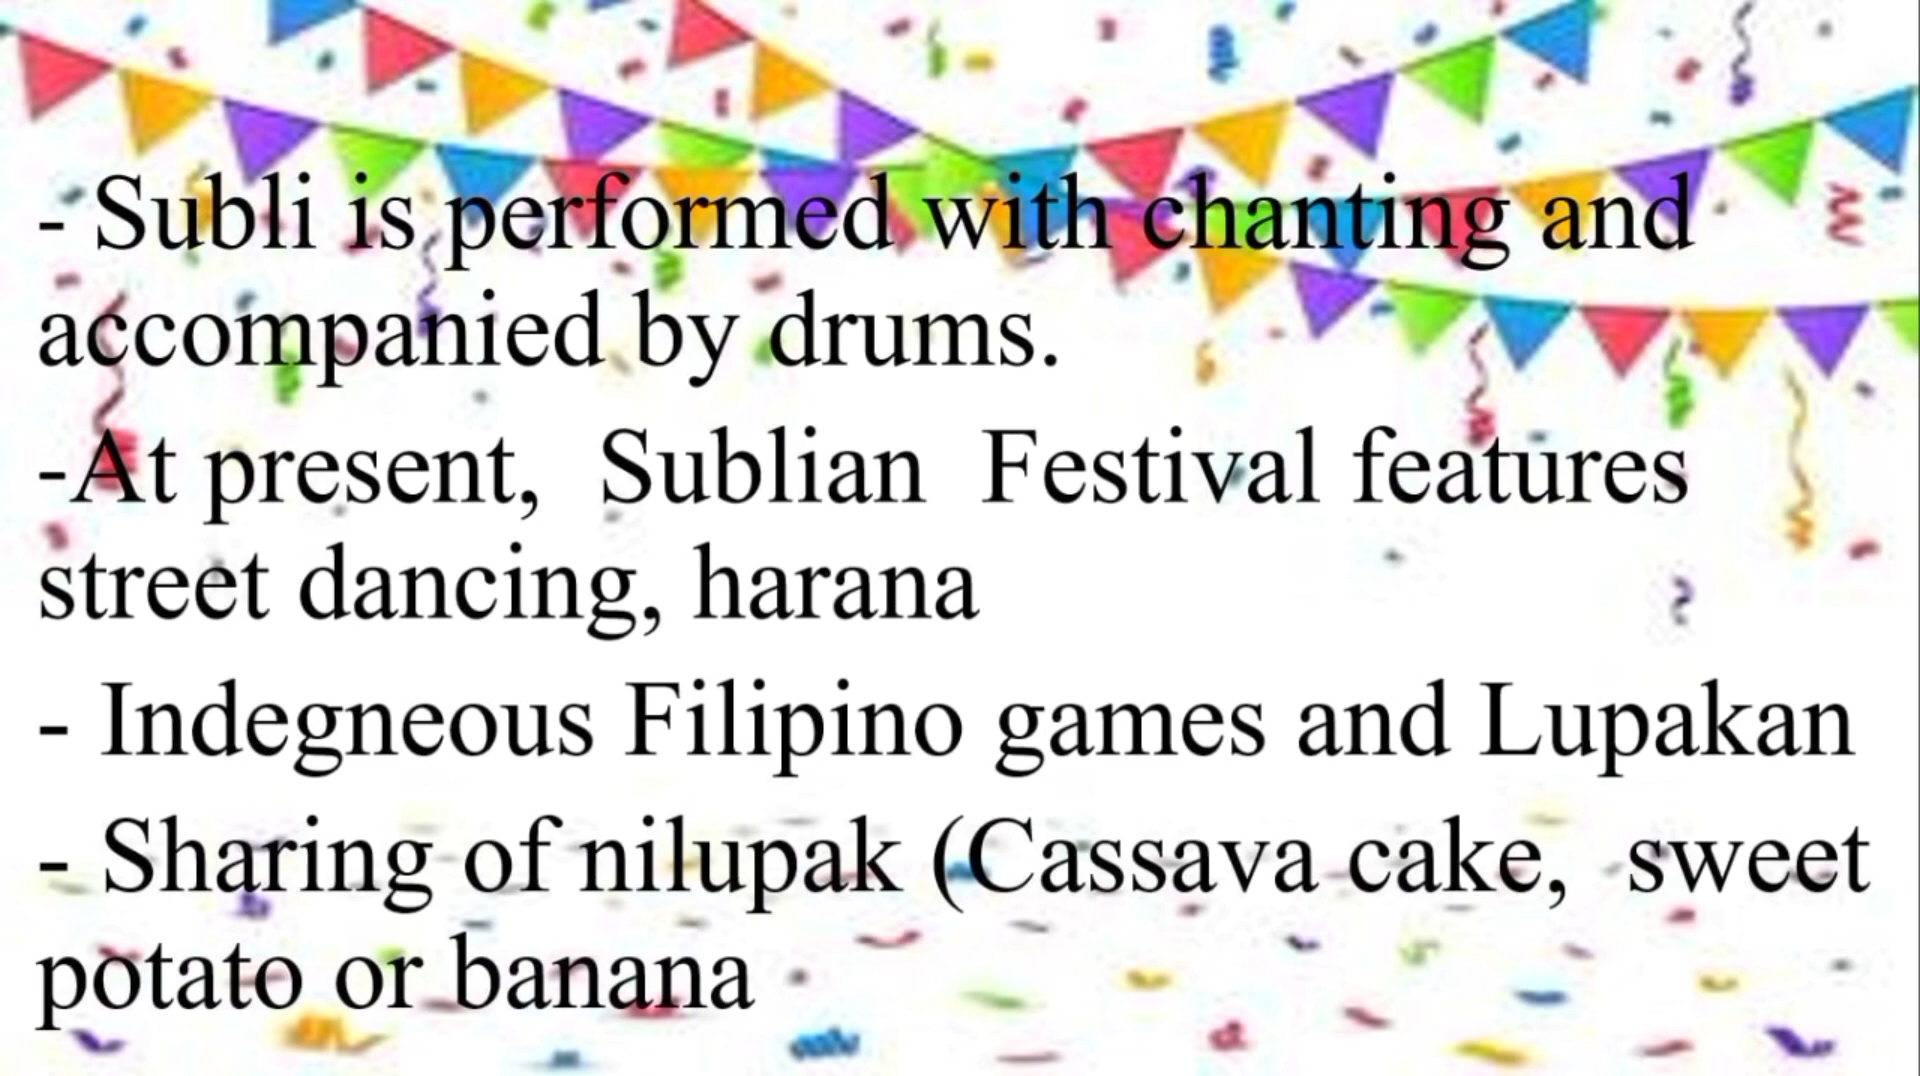 - Subli is performed with chanting and
accompanied by drums.
-At present,  Sublian  Festival features
street dancing, harana
- Indegneous Filipino games and Lupakan
- Sharing of nilupak (Cassava cake,  sweet
potato or banana